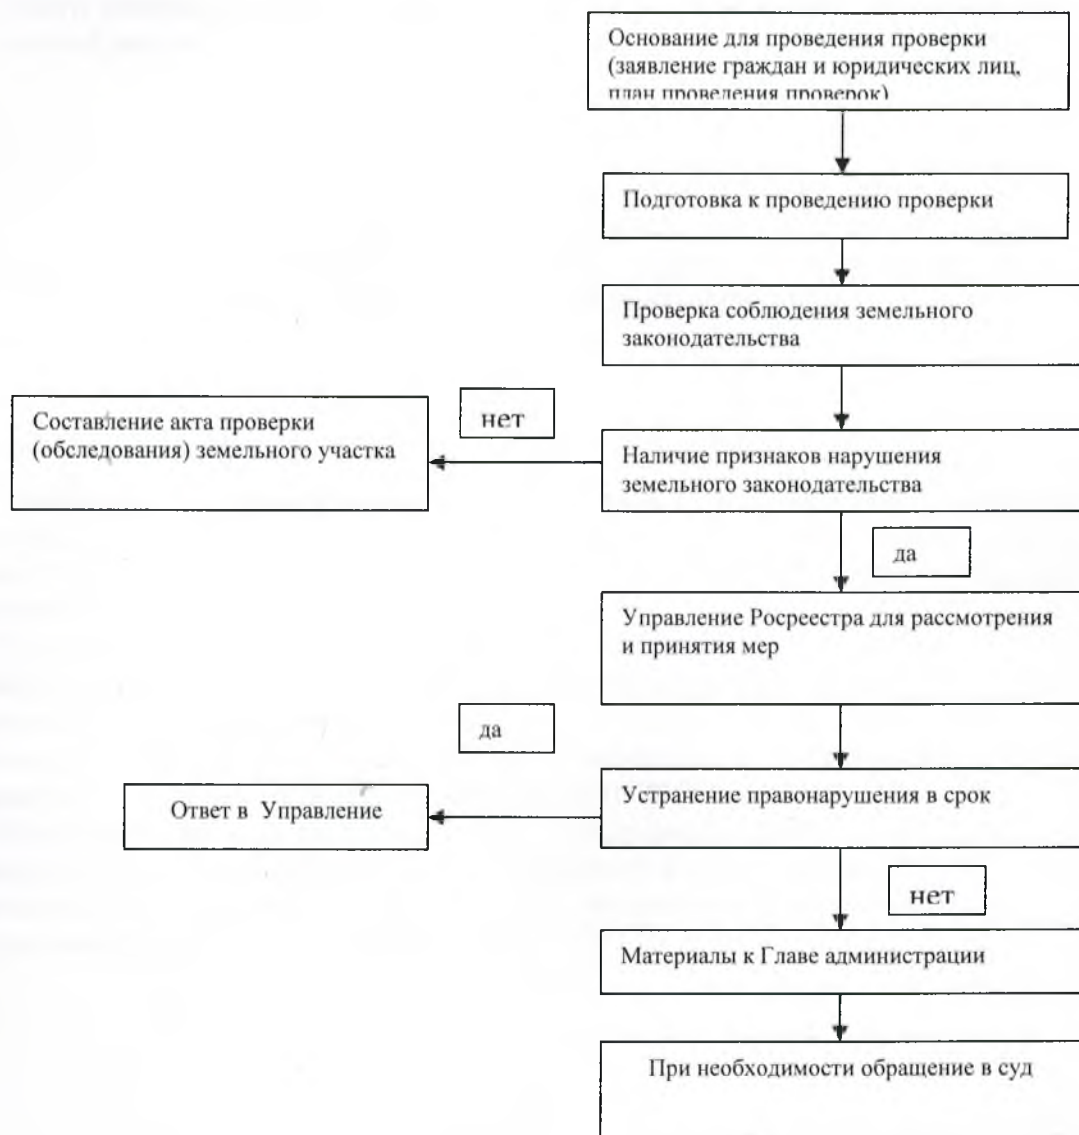 Основание для проведения проверки
(заявление граждан и юридических лиц,
план проведения проверок)
Подготовка к проведению проверки
Проверка соблюдения земельного
законодательства
нет
Составление акта проверки
(обследования) земельного участка
Наличие признаков нарушения
земельного законодательства
да
Управление Росреестра для рассмотрения
и принятия мер
да
Ответ в Управление
Устранение правонарушения в срок
нет
Материалы к Главе администрации
При необходимости обращение в суд